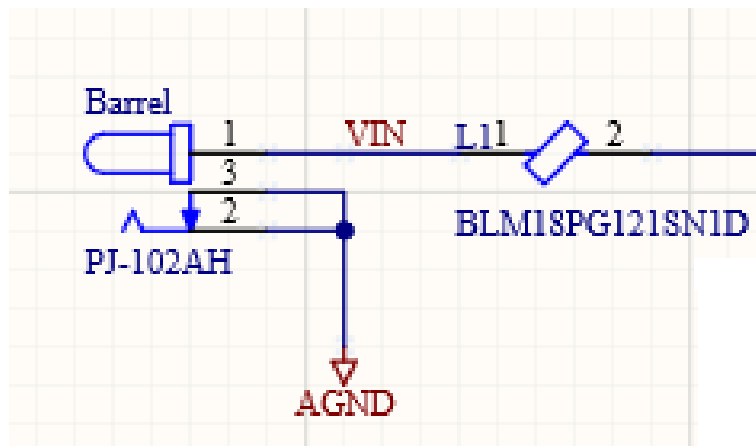 Barrel
1
VIN
L1
1
2
3
2
PJ-102AH
BLM18PG121SN1D
AGND